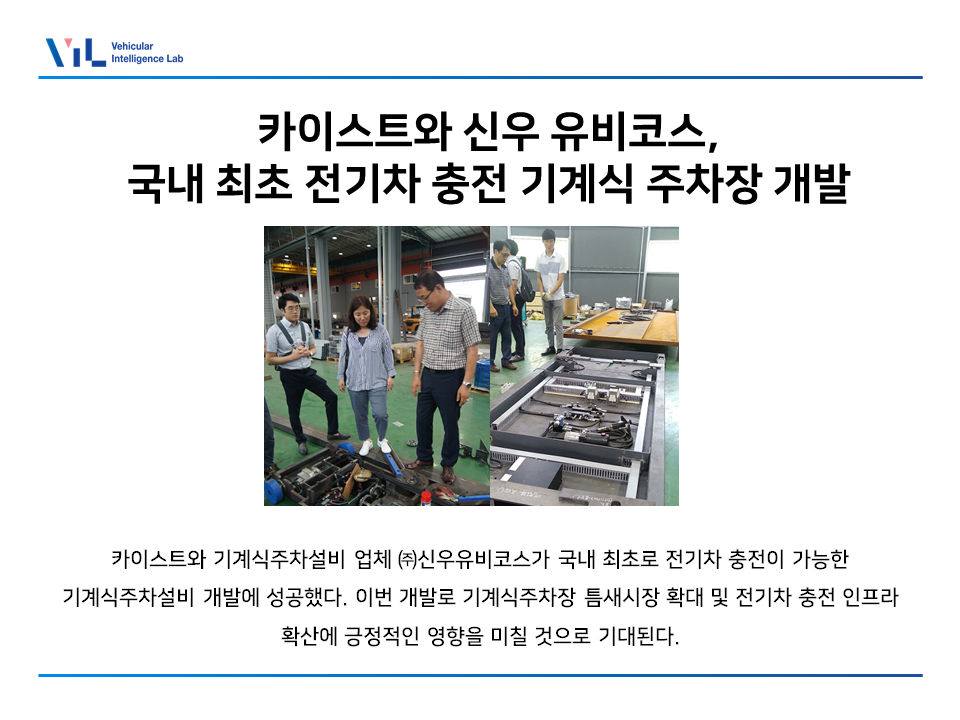 VIL Vehicular
Intelligence Lab
카이스트와 신우 유비코스,
국내 최초 전기차 충전 기계식 주차장 개발
카이스트와 기계식주차설비 업체 ㈜신우유비코스가 국내 최초로 전기차 충전이 가능한
기계식주차설비 개발에 성공했다. 이번 개발로 기계식주차장 틈새시장 확대 및 전기차 충전 인프라
확산에 긍정적인 영향을 미칠 것으로 기대된다.